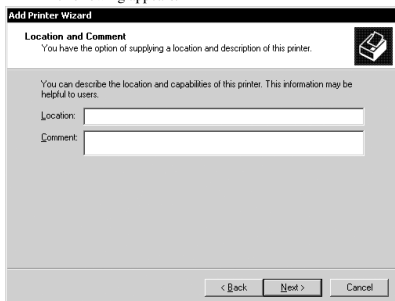 Add Printer Wizard
Location and Comment
You have the option of supplying a location and description of this printer.
You can describe the location and capabilities of this printer. This information may be
helpful to users.
Location:
Comment:
< Back
Next >
Cancel